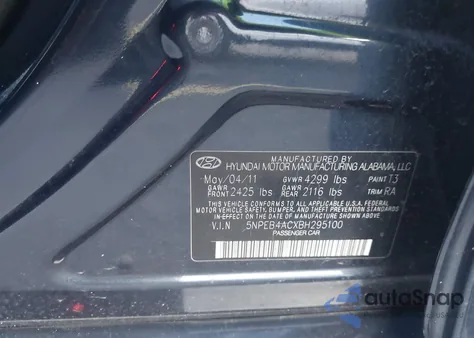 MANUFACTURED BY
HYUNDAI MOTOR MANUFACTURING ALABAMA, LLC
May/04/11 GVWR 4299 lbs PAINT T3
GAWR FRONT 2425 lbs GAWR REAR 2116 lbs TRIM RA
THIS VEHICLE CONFORMS TO ALL APPLICABLE U.S.A. FEDERAL
MOTOR VEHICLE SAFETY, BUMPER, AND THEFT PREVENTION STANDARDS
IN EFFECT ON THE DATE OF MANUFACTURE SHOWN ABOVE.
V.I.N 5NPEB4ACXBH295100
PASSENGER CAR
autoSnap